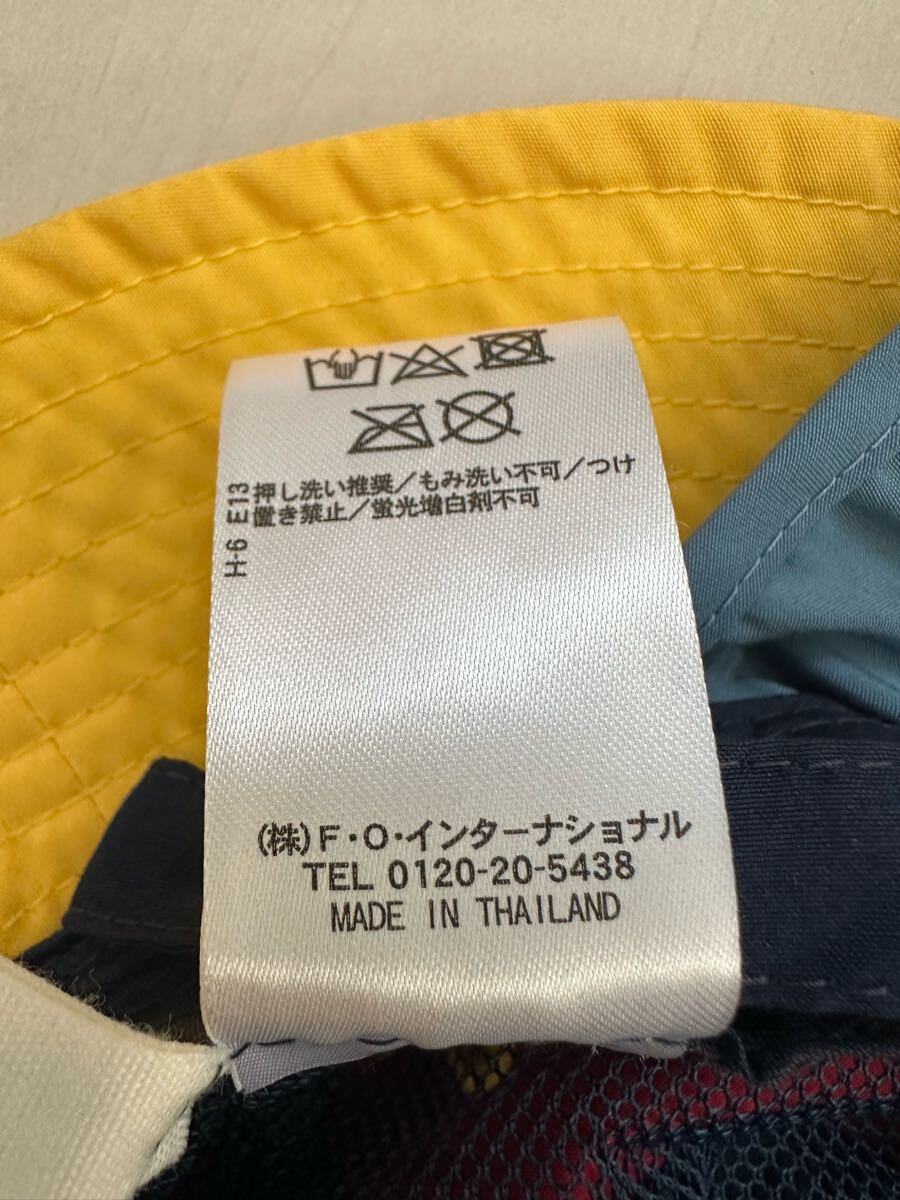 押し洗い推奨／もみ洗い不可／つけ
置き禁止／蛍光増白剤不可
H-6 E13
(株)F・O・インターナショナル
TEL 0120-20-5438
MADE IN THAILAND